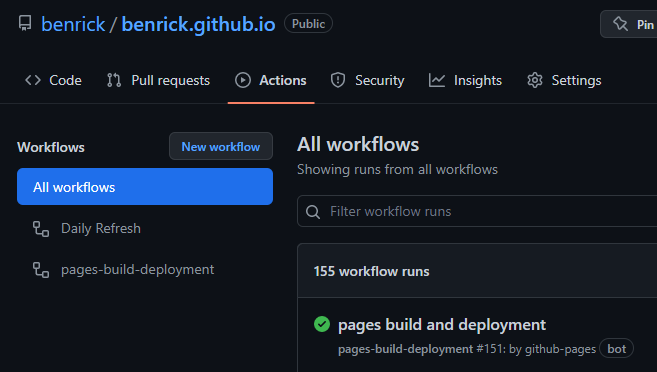 benrick / benrick.github.io Public
Pin
Code Pull requests Actions Security Insights Settings
Workflows
New workflow
All workflows
Daily Refresh
pages-build-deployment
All workflows
Showing runs from all workflows
Filter workflow runs
155 workflow runs
pages build and deployment
pages-build-deployment #151: by github-pages bot